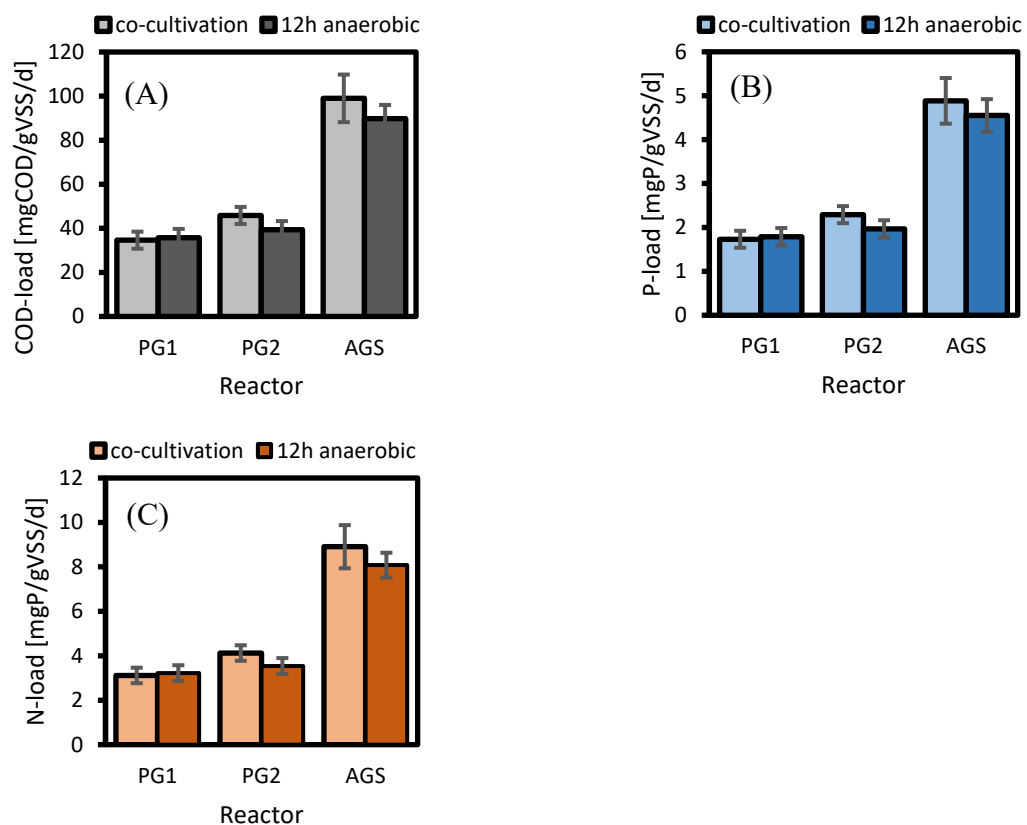 co-cultivation 12h anaerobic
120
100
80
60
40
20
0
(A)
COD-load [mgCOD/gVSS/d]
PG1 PG2 AGS
Reactor
co-cultivation 12h anaerobic
6
5
4
3
2
1
0
(B)
P-load [mgP/gVSS/d]
PG1 PG2 AGS
Reactor
co-cultivation 12h anaerobic
12
10
8
6
4
2
0
(C)
N-load [mgP/gVSS/d]
PG1 PG2 AGS
Reactor